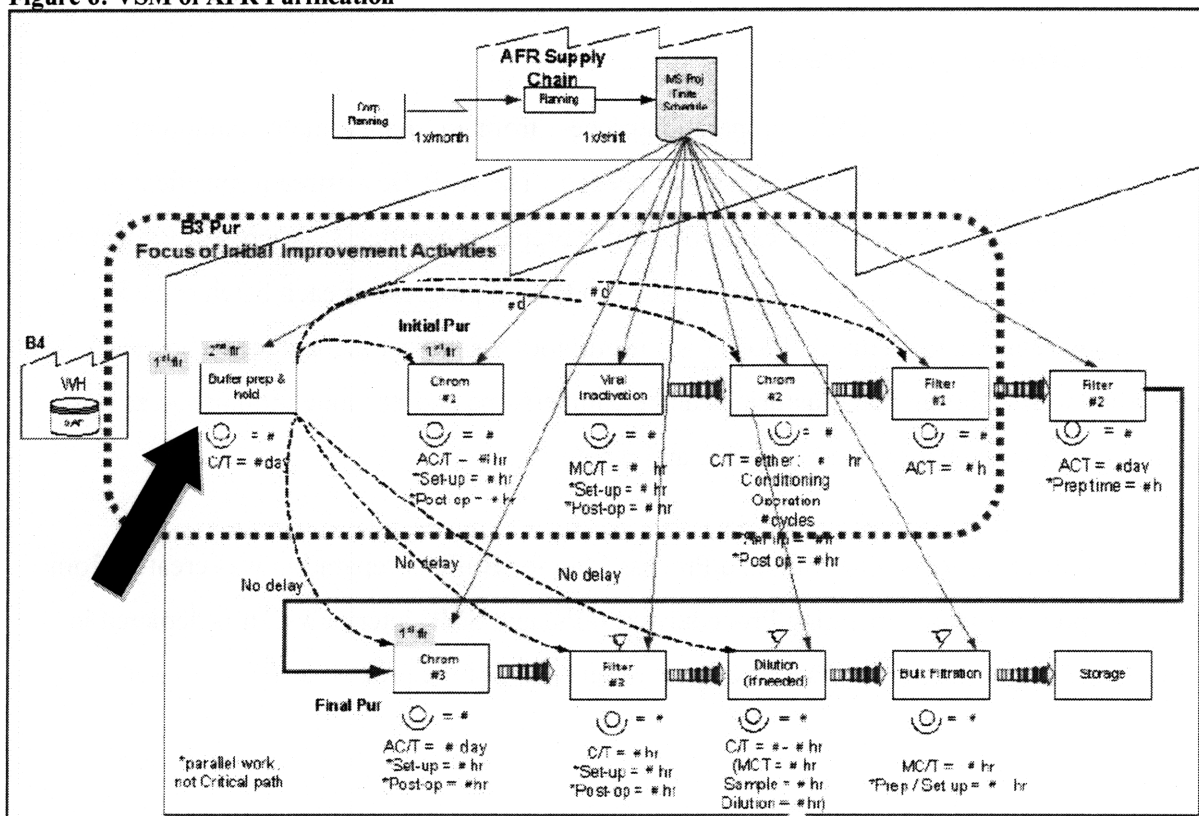 Figure 6: VSM of AFR Purification
AFR Supply
Chain
Corp
Planning
Planning
MS Proj
Finite
Schedule
1x/month
1x/shift
B3 Pur
Focus of Initial Improvement Activities
#d
#d
B4
WH
1st flr
2nd flr
Buffer prep &
hold
= #
C/T = #day
Initial Pur
1st flr
Chrom
= #
*Set-up = #hr
*Post-op = #hr
Viral
Inactivation
= #
MC/T = # hr
*Set-up = #hr
*Post-op = #hr
Chrom
#2
= #
C/T = either: # hr
Conditioning
Operation
#cycles
*Set-up = #hr
*Post op = # hr
Filter
= #
ACT = #h
Filter
#2
= #
ACT = #day
*Prep time = #h
No delay
No delay
No delay
1st flr
Chrom
#3
Final Pur
= #
AC/T = # day
*Set-up = #hr
*Post-op = #hr
Filter
#3
= #
C/T = # hr
*Set-up = #hr
*Post-op = #hr
Dilution
(if needed)
= #
C/T = #- # hr
(MCT = # hr
Sample = #hr
Dilution = #hr)
Bulk Filtration
= #
MC/T = #hr
*Prep / Set up = # hr
Storage
*parallel work,
not Critical path